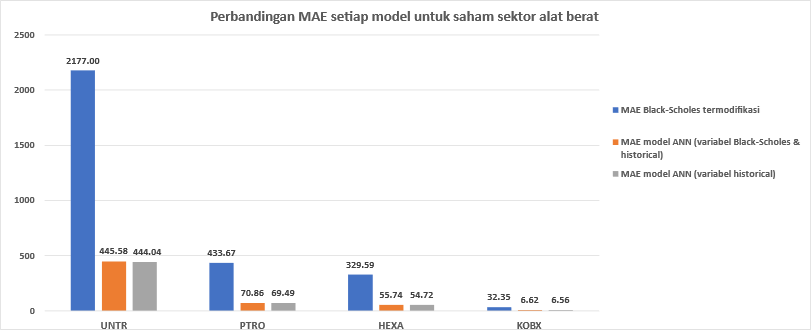 Perbandingan MAE setiap model untuk saham sektor alat berat
2500
2000
1500
1000
500
0
2177.00
445.58
444.04
433.67
70.86
69.49
329.59
55.74
54.72
32.35
6.62
6.56
UNTR
PTRO
HEXA
KOBX
MAE Black-Scholes termodifikasi
MAE model ANN (variabel Black-Scholes &
historical)
MAE model ANN (variabel historical)